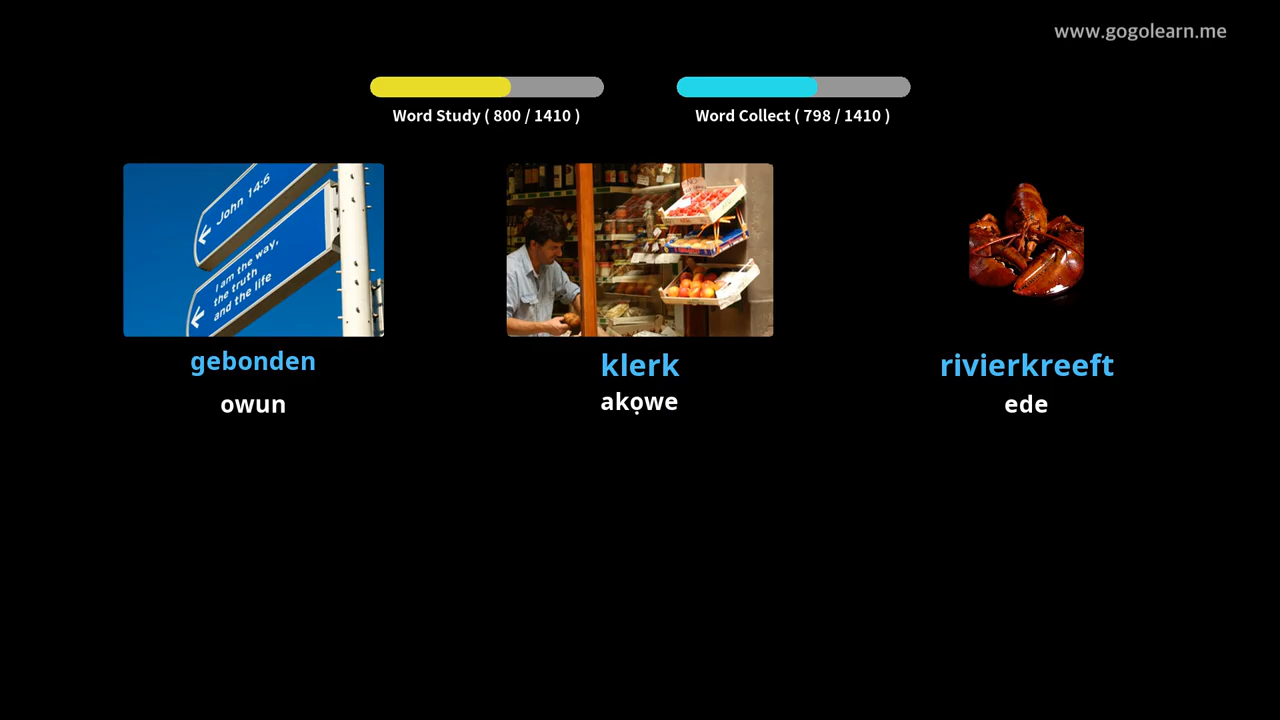 www.gogolearn.me
Word Study ( 800 / 1410 )
Word Collect ( 798 / 1410 )
John 14:6
I am the way,
the truth
and the life
gebonden
klerk
rivierkreeft
owun
akọwe
ede